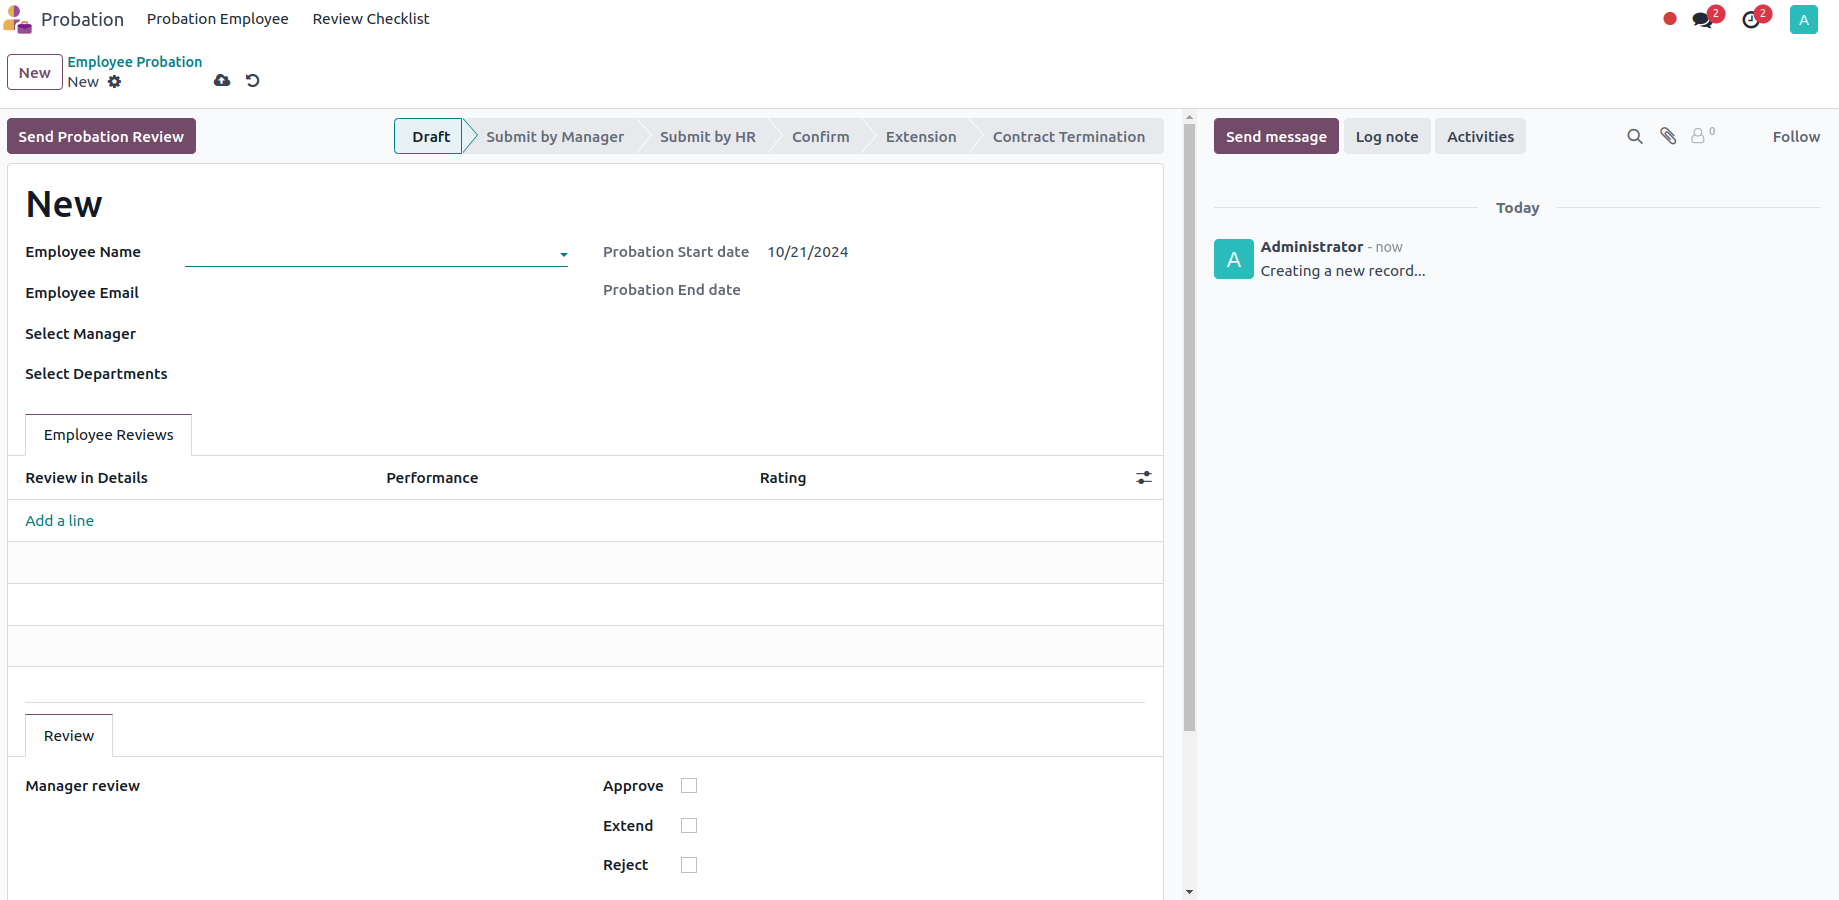 Probation Probation Employee Review Checklist 2 2 A
New Employee Probation
New
Send Probation Review Draft Submit by Manager Submit by HR Confirm Extension Contract Termination Send message Log note Activities 0 Follow
New
Today
Employee Name Probation Start date 10/21/2024
A Administrator - now
Creating a new record...
Employee Email Probation End date
Select Manager
Select Departments
Employee Reviews
Review in Details Performance Rating
Add a line
Review
Manager review Approve
Extend
Reject